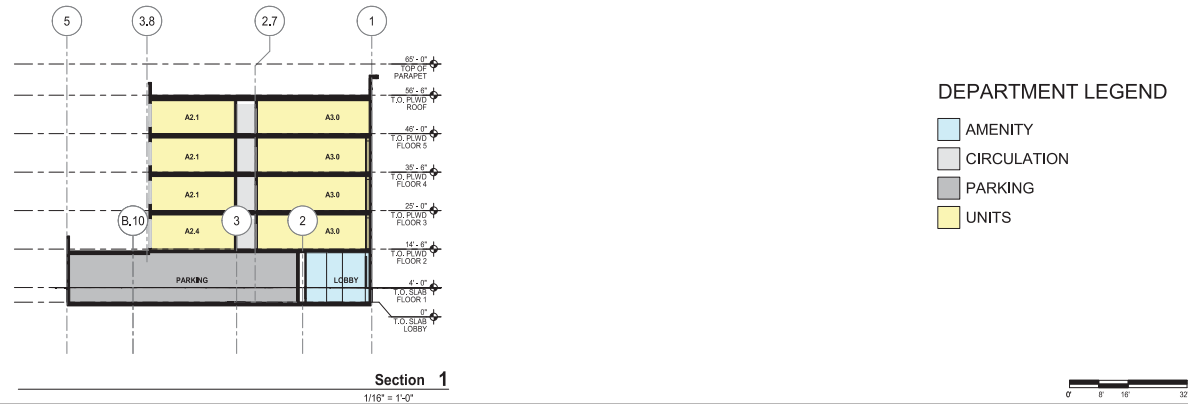 5
3.8
2.7
1
65' - 0"
TOP OF
PARAPET
56' - 6"
T.O. PLWD
ROOF
A2.1
A3.0
46' - 0"
T.O. PLWD
FLOOR 5
A2.1
A3.0
35' - 6"
T.O. PLWD
FLOOR 4
A2.1
A3.0
25' - 0"
T.O. PLWD
FLOOR 3
B.10
3
2
A2.4
A3.0
14' - 6"
T.O. PLWD
FLOOR 2
PARKING
LOBBY
4' - 0"
T.O. SLAB
FLOOR 1
0"
T.O. SLAB
LOBBY
Section 1
1/16" = 1'-0"
DEPARTMENT LEGEND
AMENITY
CIRCULATION
PARKING
UNITS
0' 8' 16' 32'